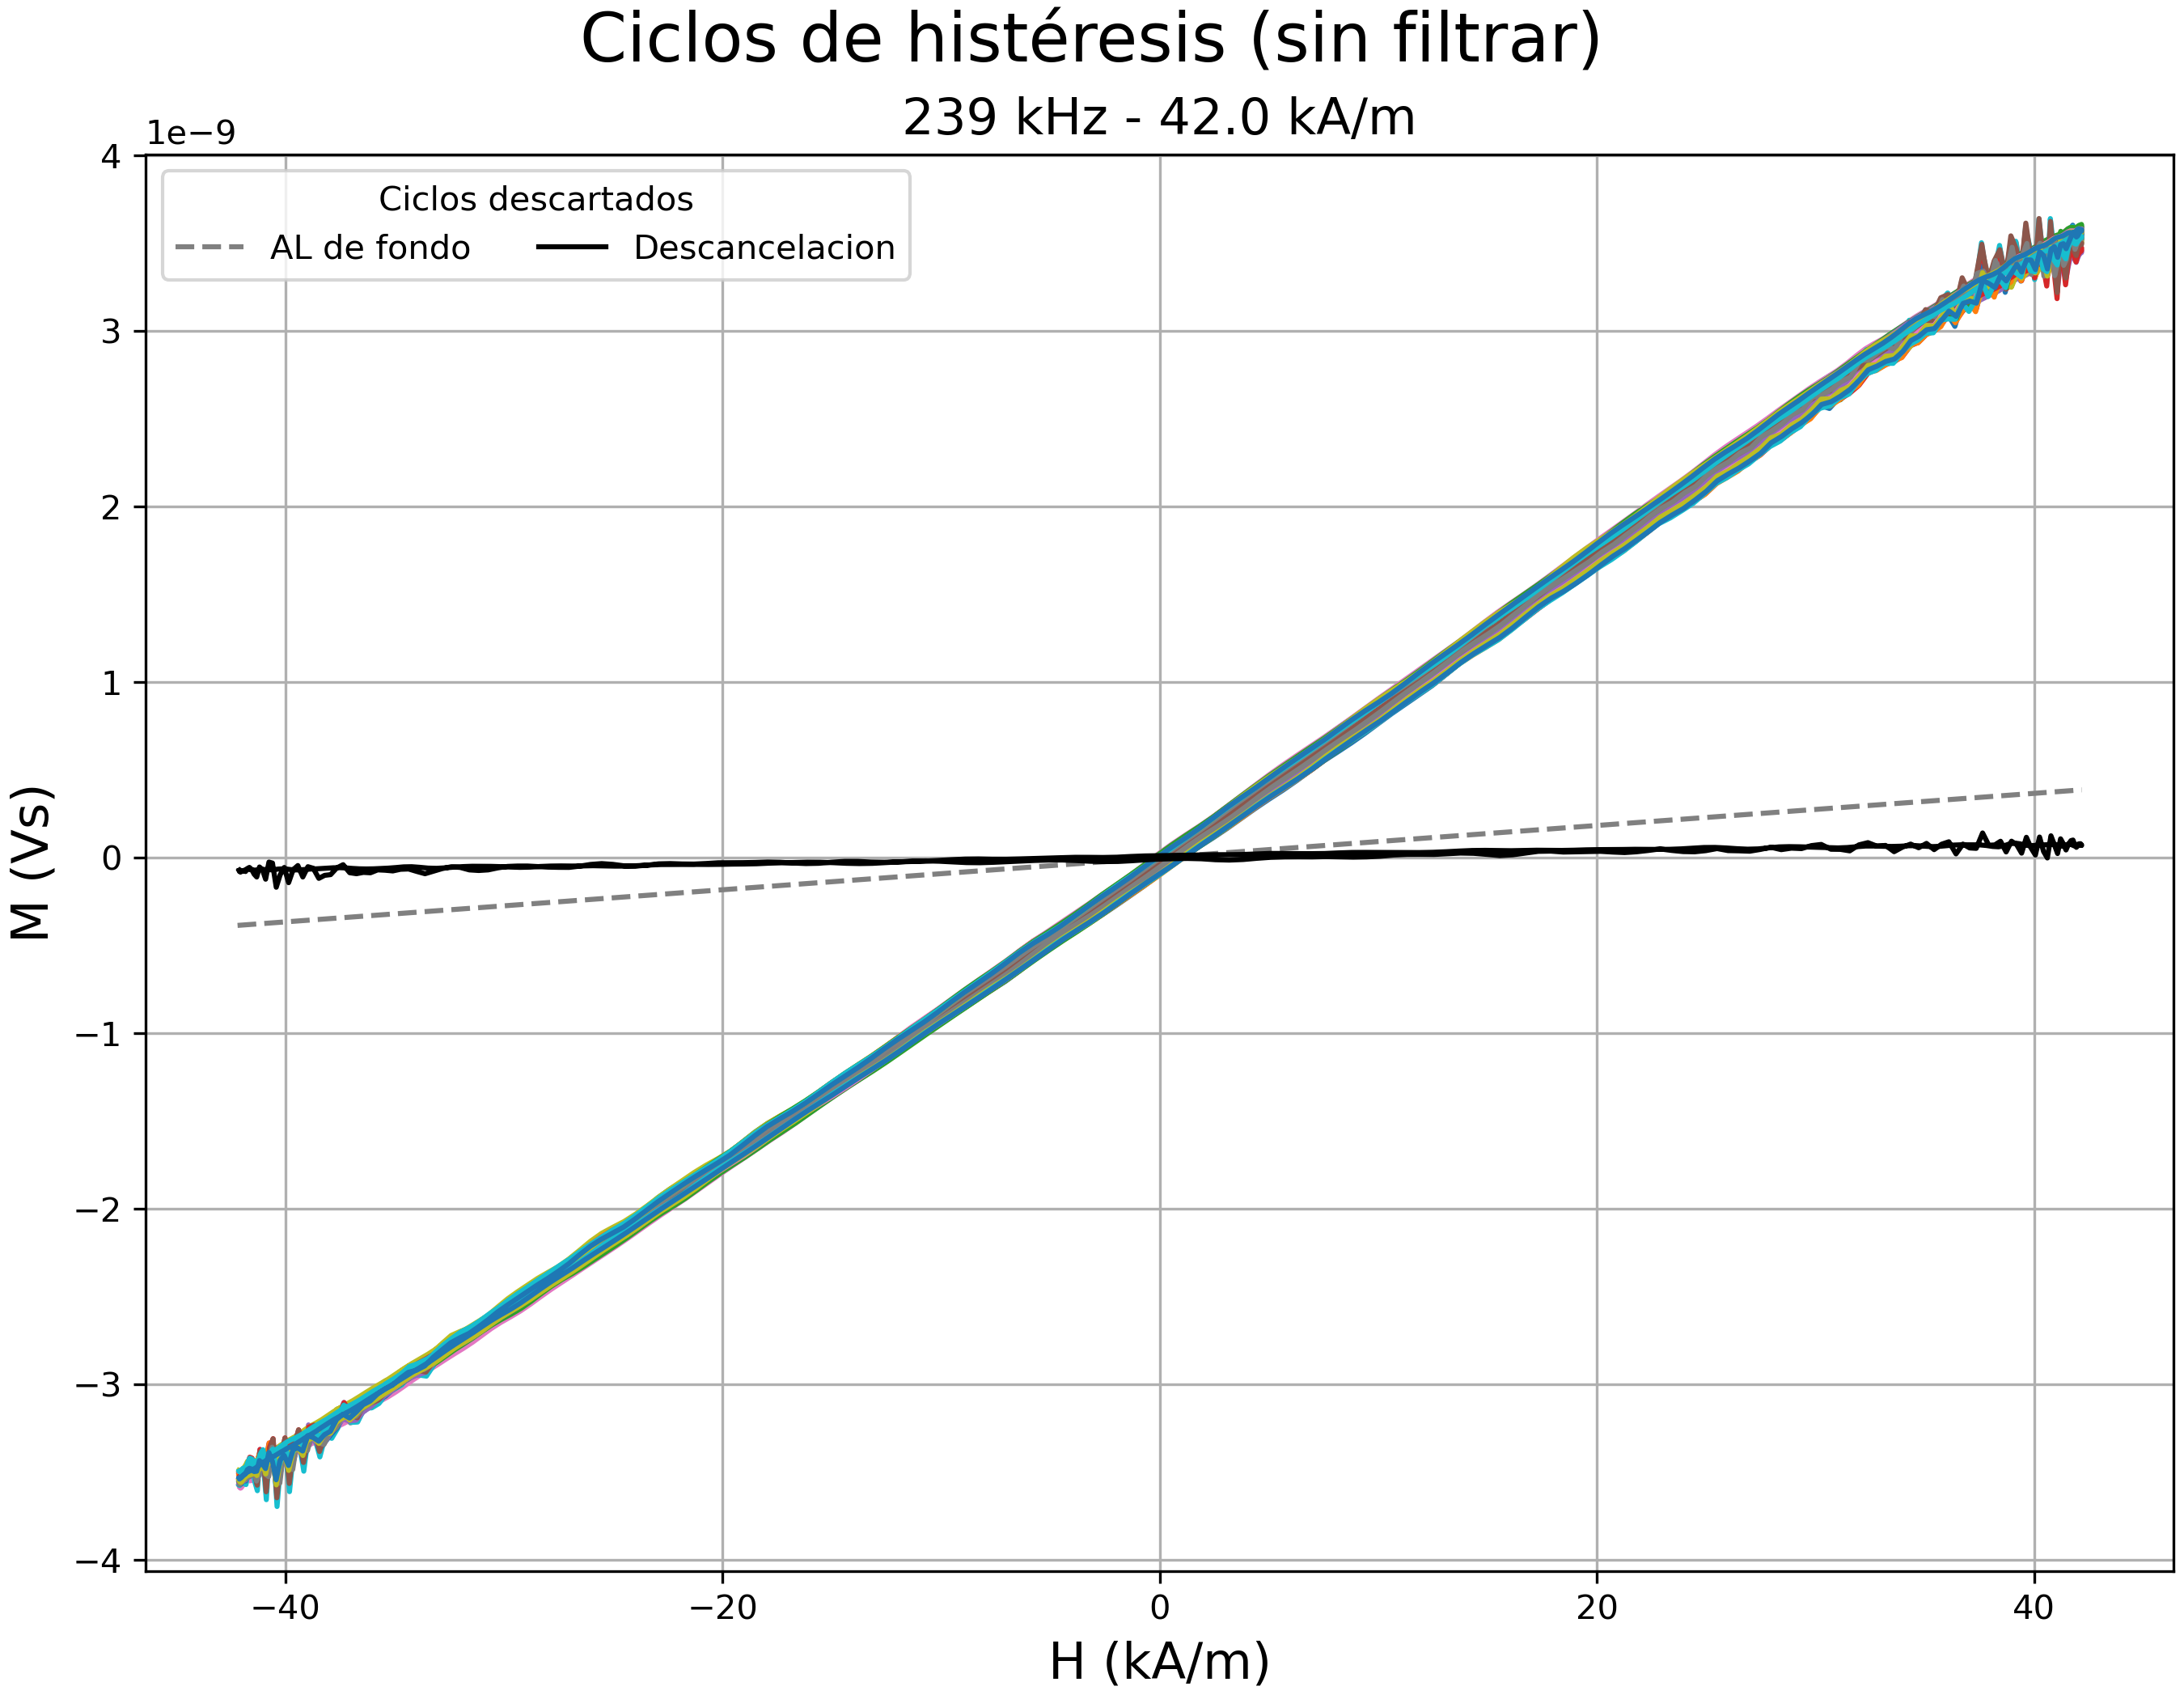 Ciclos de histéresis (sin filtrar)
239 kHz - 42.0 kA/m
1e−9
Ciclos descartados
AL de fondo Descancelacion
4
3
2
1
0
−1
−2
−3
−4
M (Vs)
−40 −20 0 20 40
H (kA/m)